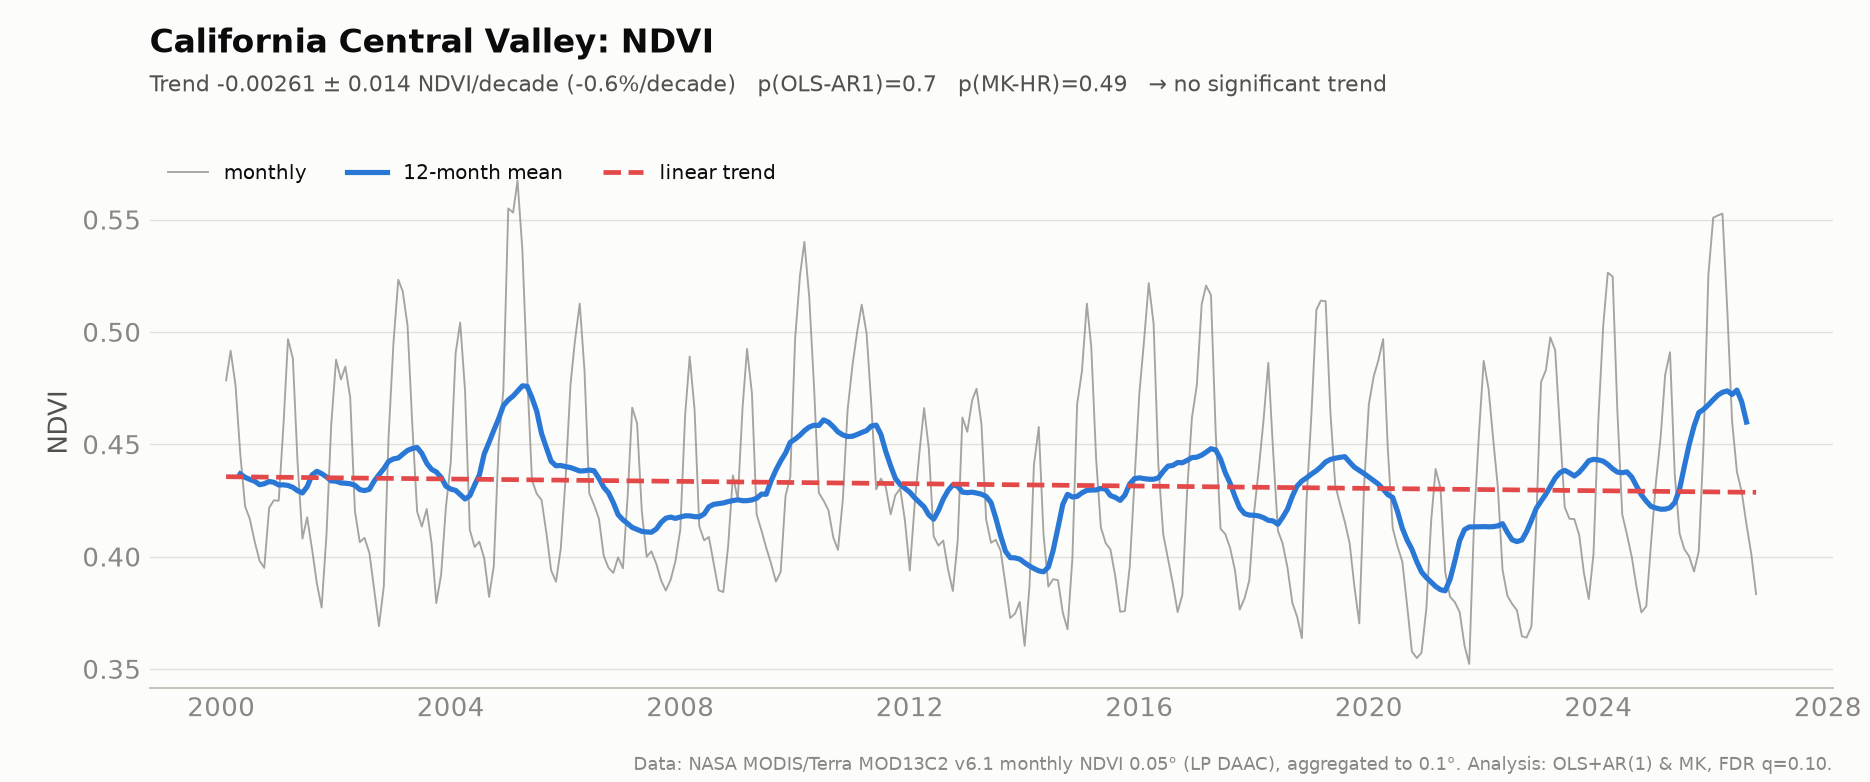 California Central Valley: NDVI
Trend -0.00261 ± 0.014 NDVI/decade (-0.6%/decade)   p(OLS-AR1)=0.7   p(MK-HR)=0.49   → no significant trend
monthly   12-month mean   linear trend
NDVI
0.55
0.50
0.45
0.40
0.35
2000 2004 2008 2012 2016 2020 2024 2028
Data: NASA MODIS/Terra MOD13C2 v6.1 monthly NDVI 0.05° (LP DAAC), aggregated to 0.1°. Analysis: OLS+AR(1) & MK, FDR q=0.10.